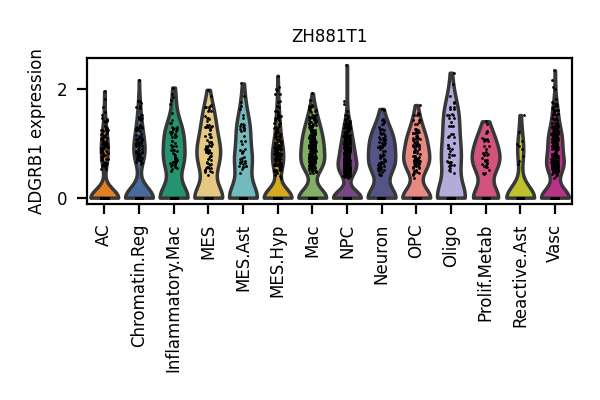 ZH881T1
ADGRB1 expression
2
0
AC
Chromatin.Reg
Inflammatory.Mac
MES
MES.Ast
MES.Hyp
Mac
NPC
Neuron
OPC
Oligo
Prolif.Metab
Reactive.Ast
Vasc